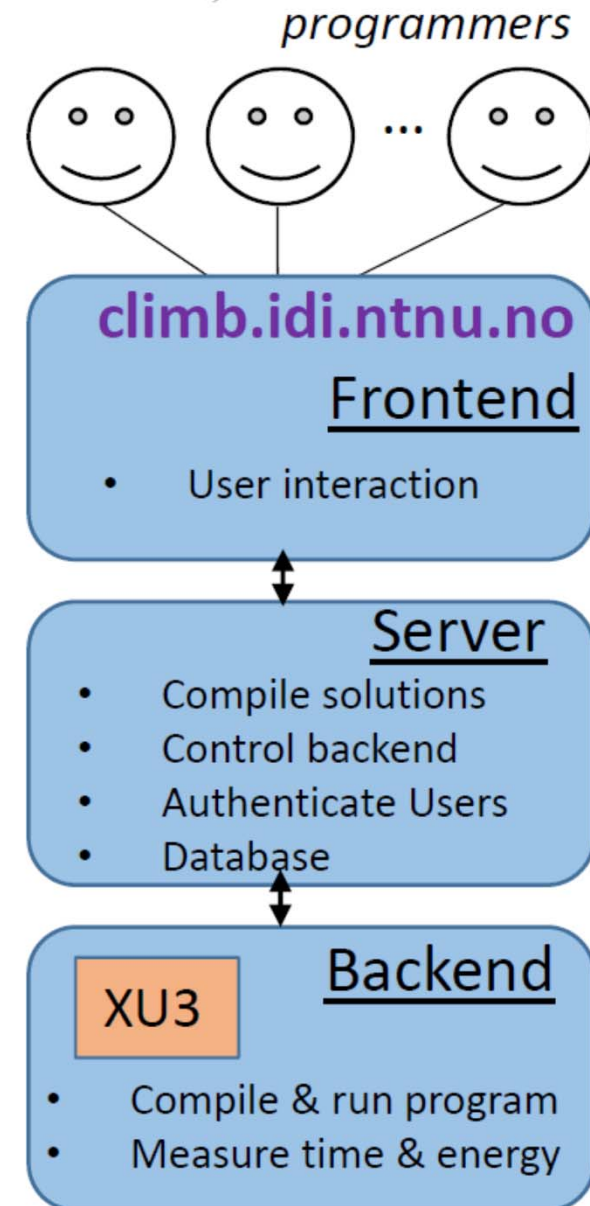 programmers
...
climb.idi.ntnu.no
Frontend
• User interaction
Server
• Compile solutions
• Control backend
• Authenticate Users
• Database
Backend
XU3
• Compile & run program
• Measure time & energy